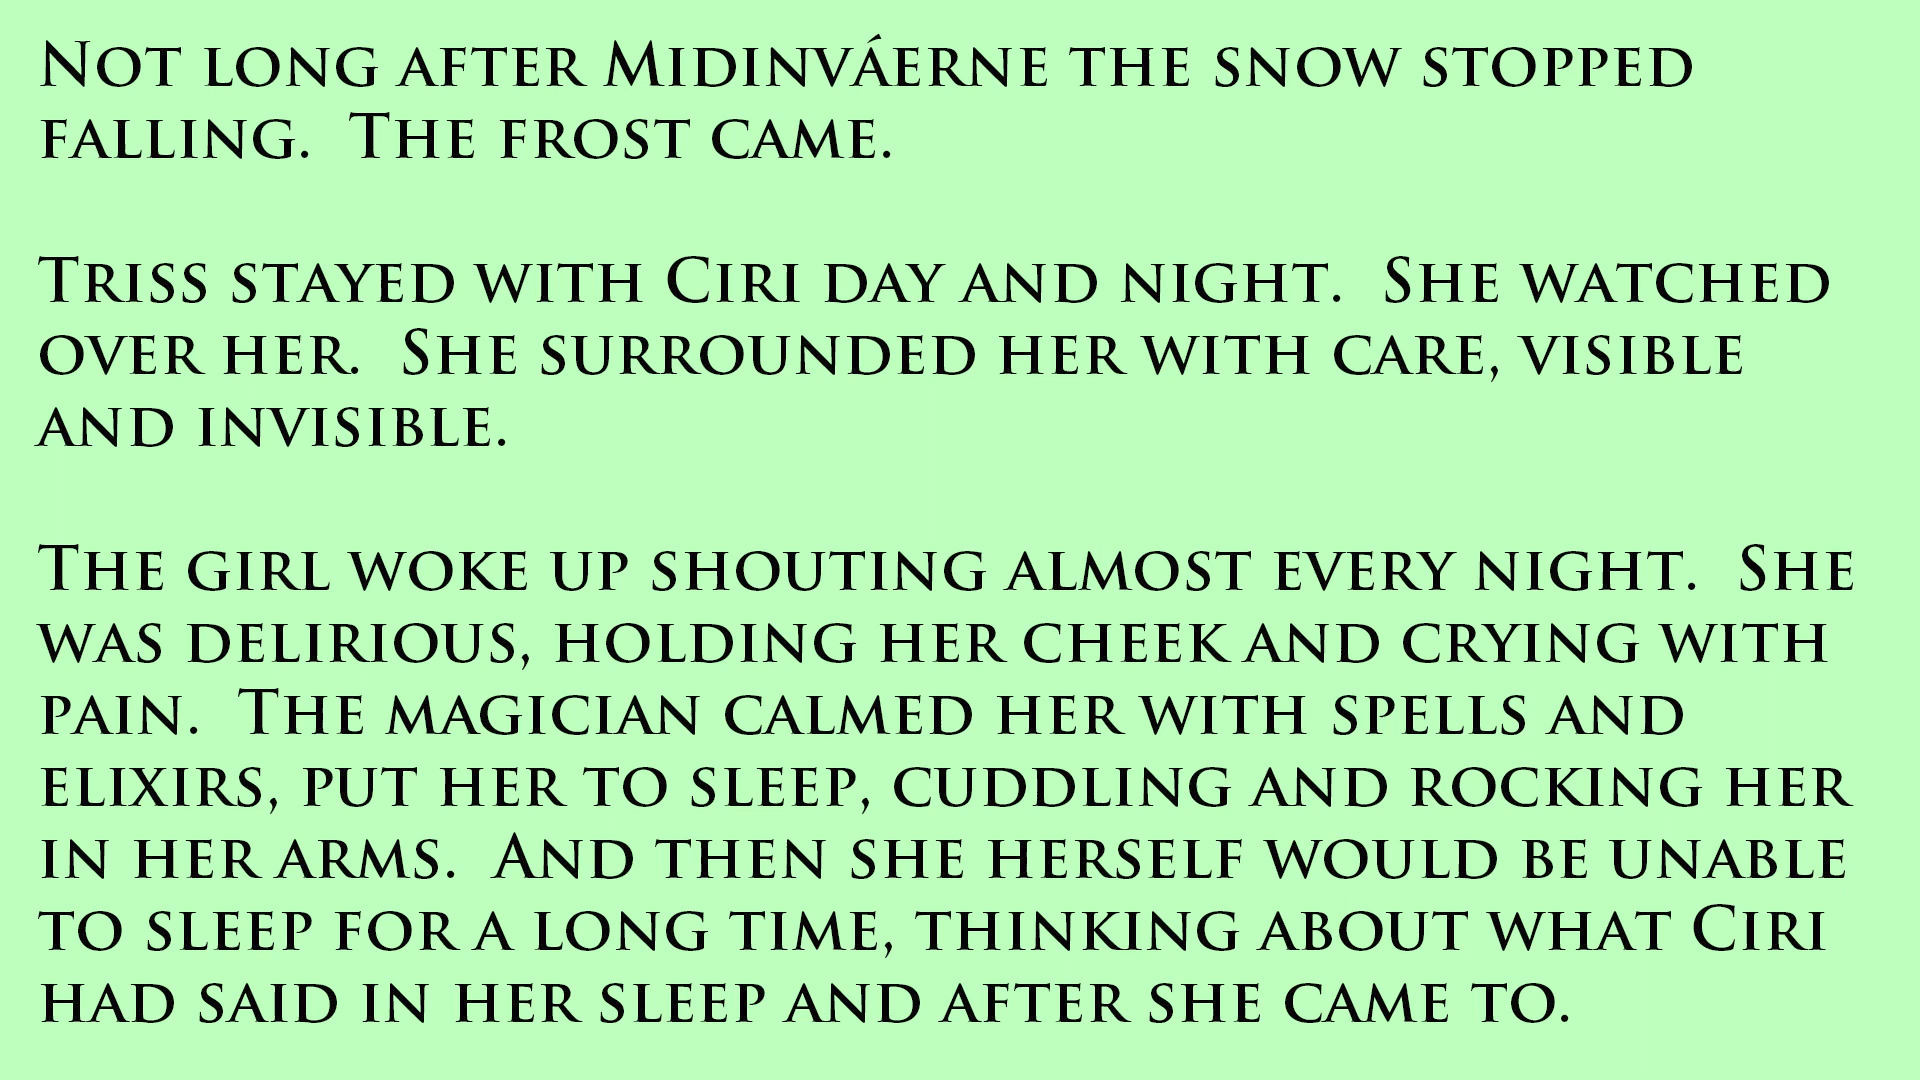 Not long after Midinváerne the snow stopped
falling.  The frost came.
Triss stayed with Ciri day and night.  She watched
over her.  She surrounded her with care, visible
and invisible.
The girl woke up shouting almost every night.  She
was delirious, holding her cheek and crying with
pain.  The magician calmed her with spells and
elixirs, put her to sleep, cuddling and rocking her
in her arms.  And then she herself would be unable
to sleep for a long time, thinking about what Ciri
had said in her sleep and after she came to.